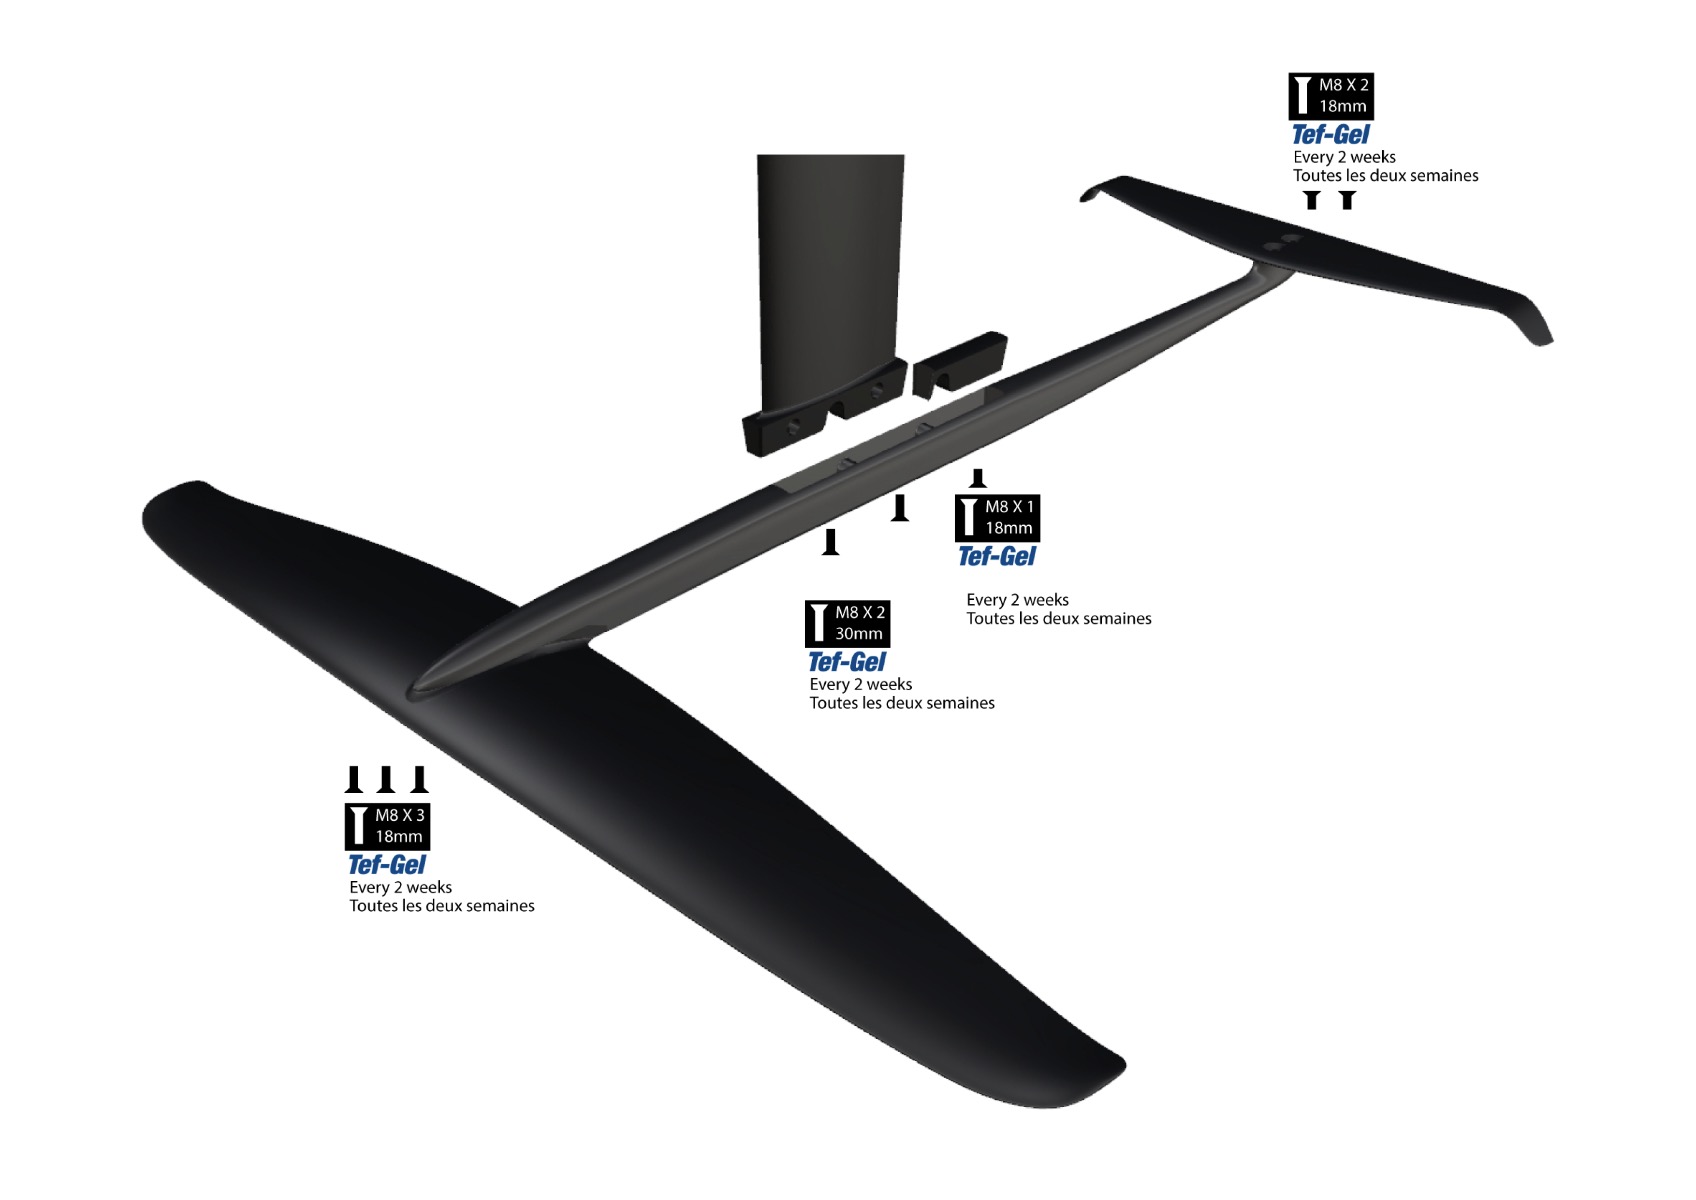 M8 X 2
18mm
Tef-Gel
Every 2 weeks
Toutes les deux semaines
M8 X 1
18mm
Tef-Gel
Every 2 weeks
Toutes les deux semaines
M8 X 2
30mm
Tef-Gel
Every 2 weeks
Toutes les deux semaines
M8 X 3
18mm
Tef-Gel
Every 2 weeks
Toutes les deux semaines